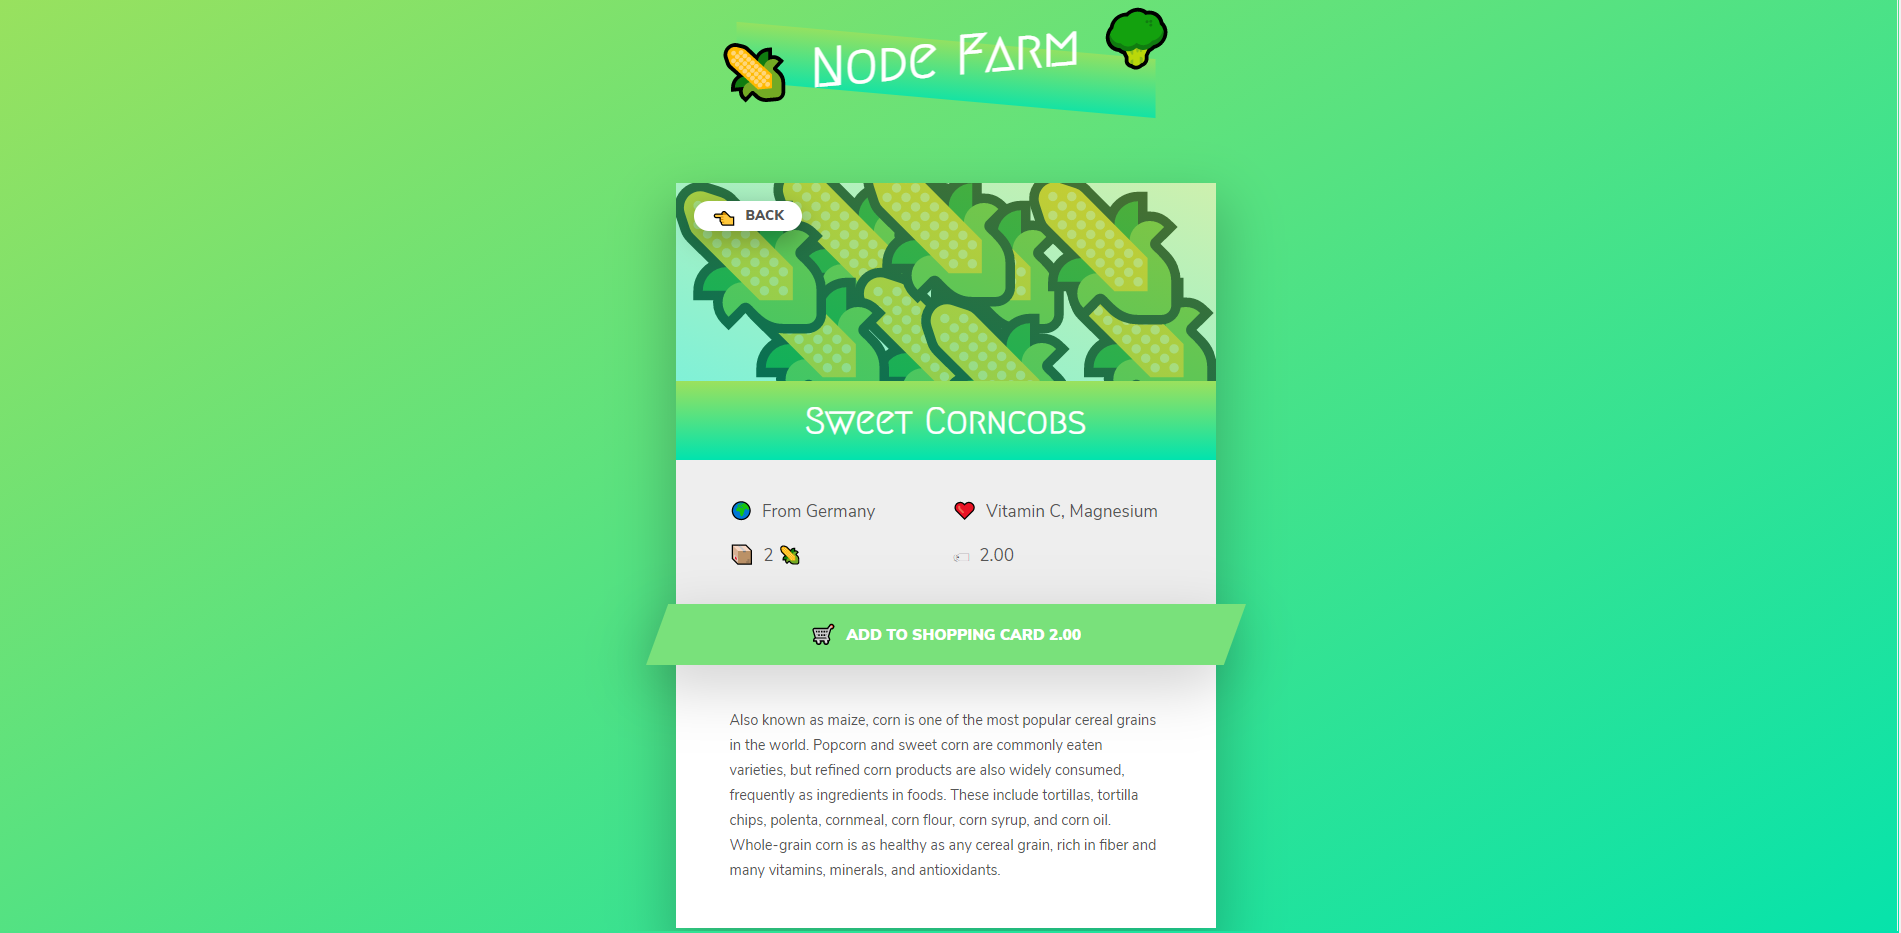 Node Farm
BACK
Sweet Corncobs
From Germany
Vitamin C, Magnesium
2
2.00
ADD TO SHOPPING CARD 2.00
Also known as maize, corn is one of the most popular cereal grains
in the world. Popcorn and sweet corn are commonly eaten
varieties, but refined corn products are also widely consumed,
frequently as ingredients in foods. These include tortillas, tortilla
chips, polenta, cornmeal, corn flour, corn syrup, and corn oil.
Whole-grain corn is as healthy as any cereal grain, rich in fiber and
many vitamins, minerals, and antioxidants.